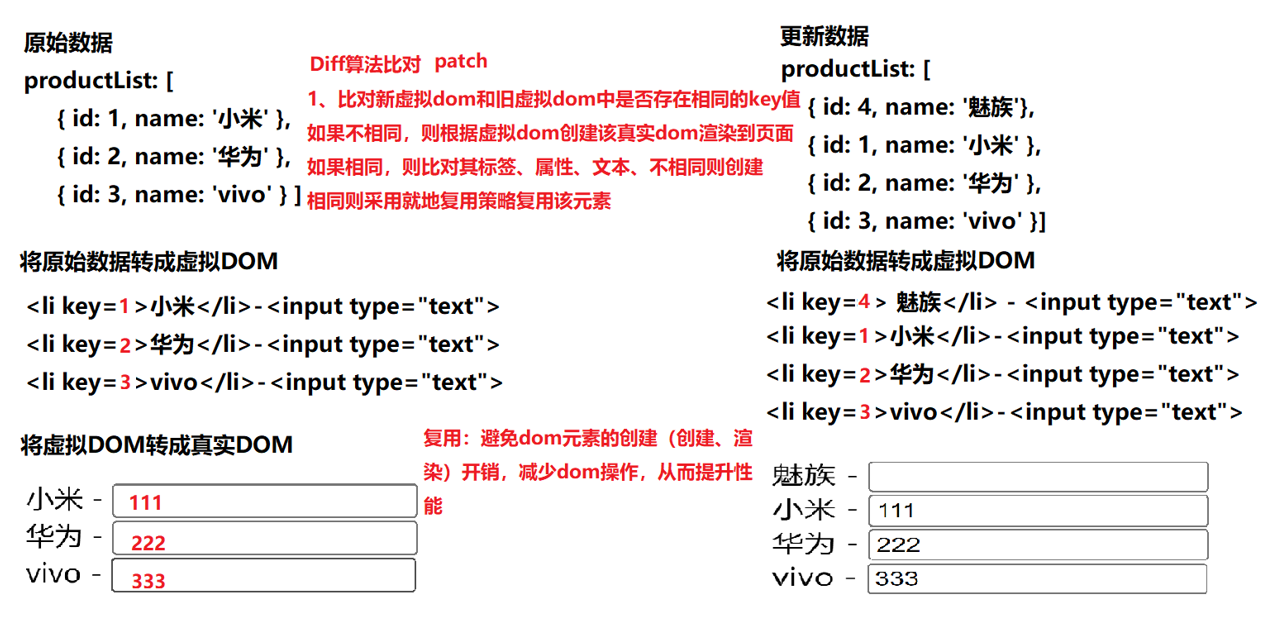 原始数据
productList: [
{ id: 1, name: '小米' },
{ id: 2, name: '华为' },
{ id: 3, name: 'vivo' } ]
Diff算法比对 patch
1、比对新虚拟dom和旧虚拟dom中是否存在相同的key值
如果不相同，则根据虚拟dom创建该真实dom渲染到页面
如果相同，则比对其标签、属性、文本、不相同则创建
相同则采用就地复用策略复用该元素
更新数据
productList: [
{ id: 4, name: '魅族'},
{ id: 1, name: '小米' },
{ id: 2, name: '华为' },
{ id: 3, name: 'vivo' }]
将原始数据转成虚拟DOM
<li key=1>小米</li>-<input type="text">
<li key=2>华为</li>-<input type="text">
<li key=3>vivo</li>-<input type="text">
将原始数据转成虚拟DOM
<li key=4> 魅族</li> - <input type="text">
<li key=1>小米</li>-<input type="text">
<li key=2>华为</li>-<input type="text">
<li key=3>vivo</li>-<input type="text">
将虚拟DOM转成真实DOM
小米 - 111
华为 - 222
vivo - 333
复用：避免dom元素的创建（创建、渲
染）开销，减少dom操作，从而提升性
能
魅族 -
小米 - 111
华为 - 222
vivo - 333